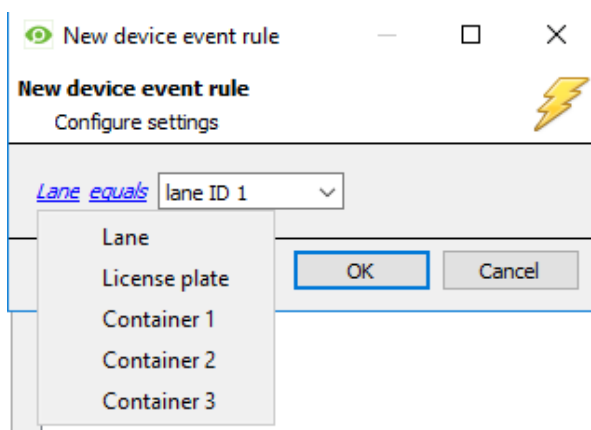 New device event rule
New device event rule
Configure settings
Lane equals lane ID 1
Lane
License plate
Container 1
Container 2
Container 3
OK Cancel